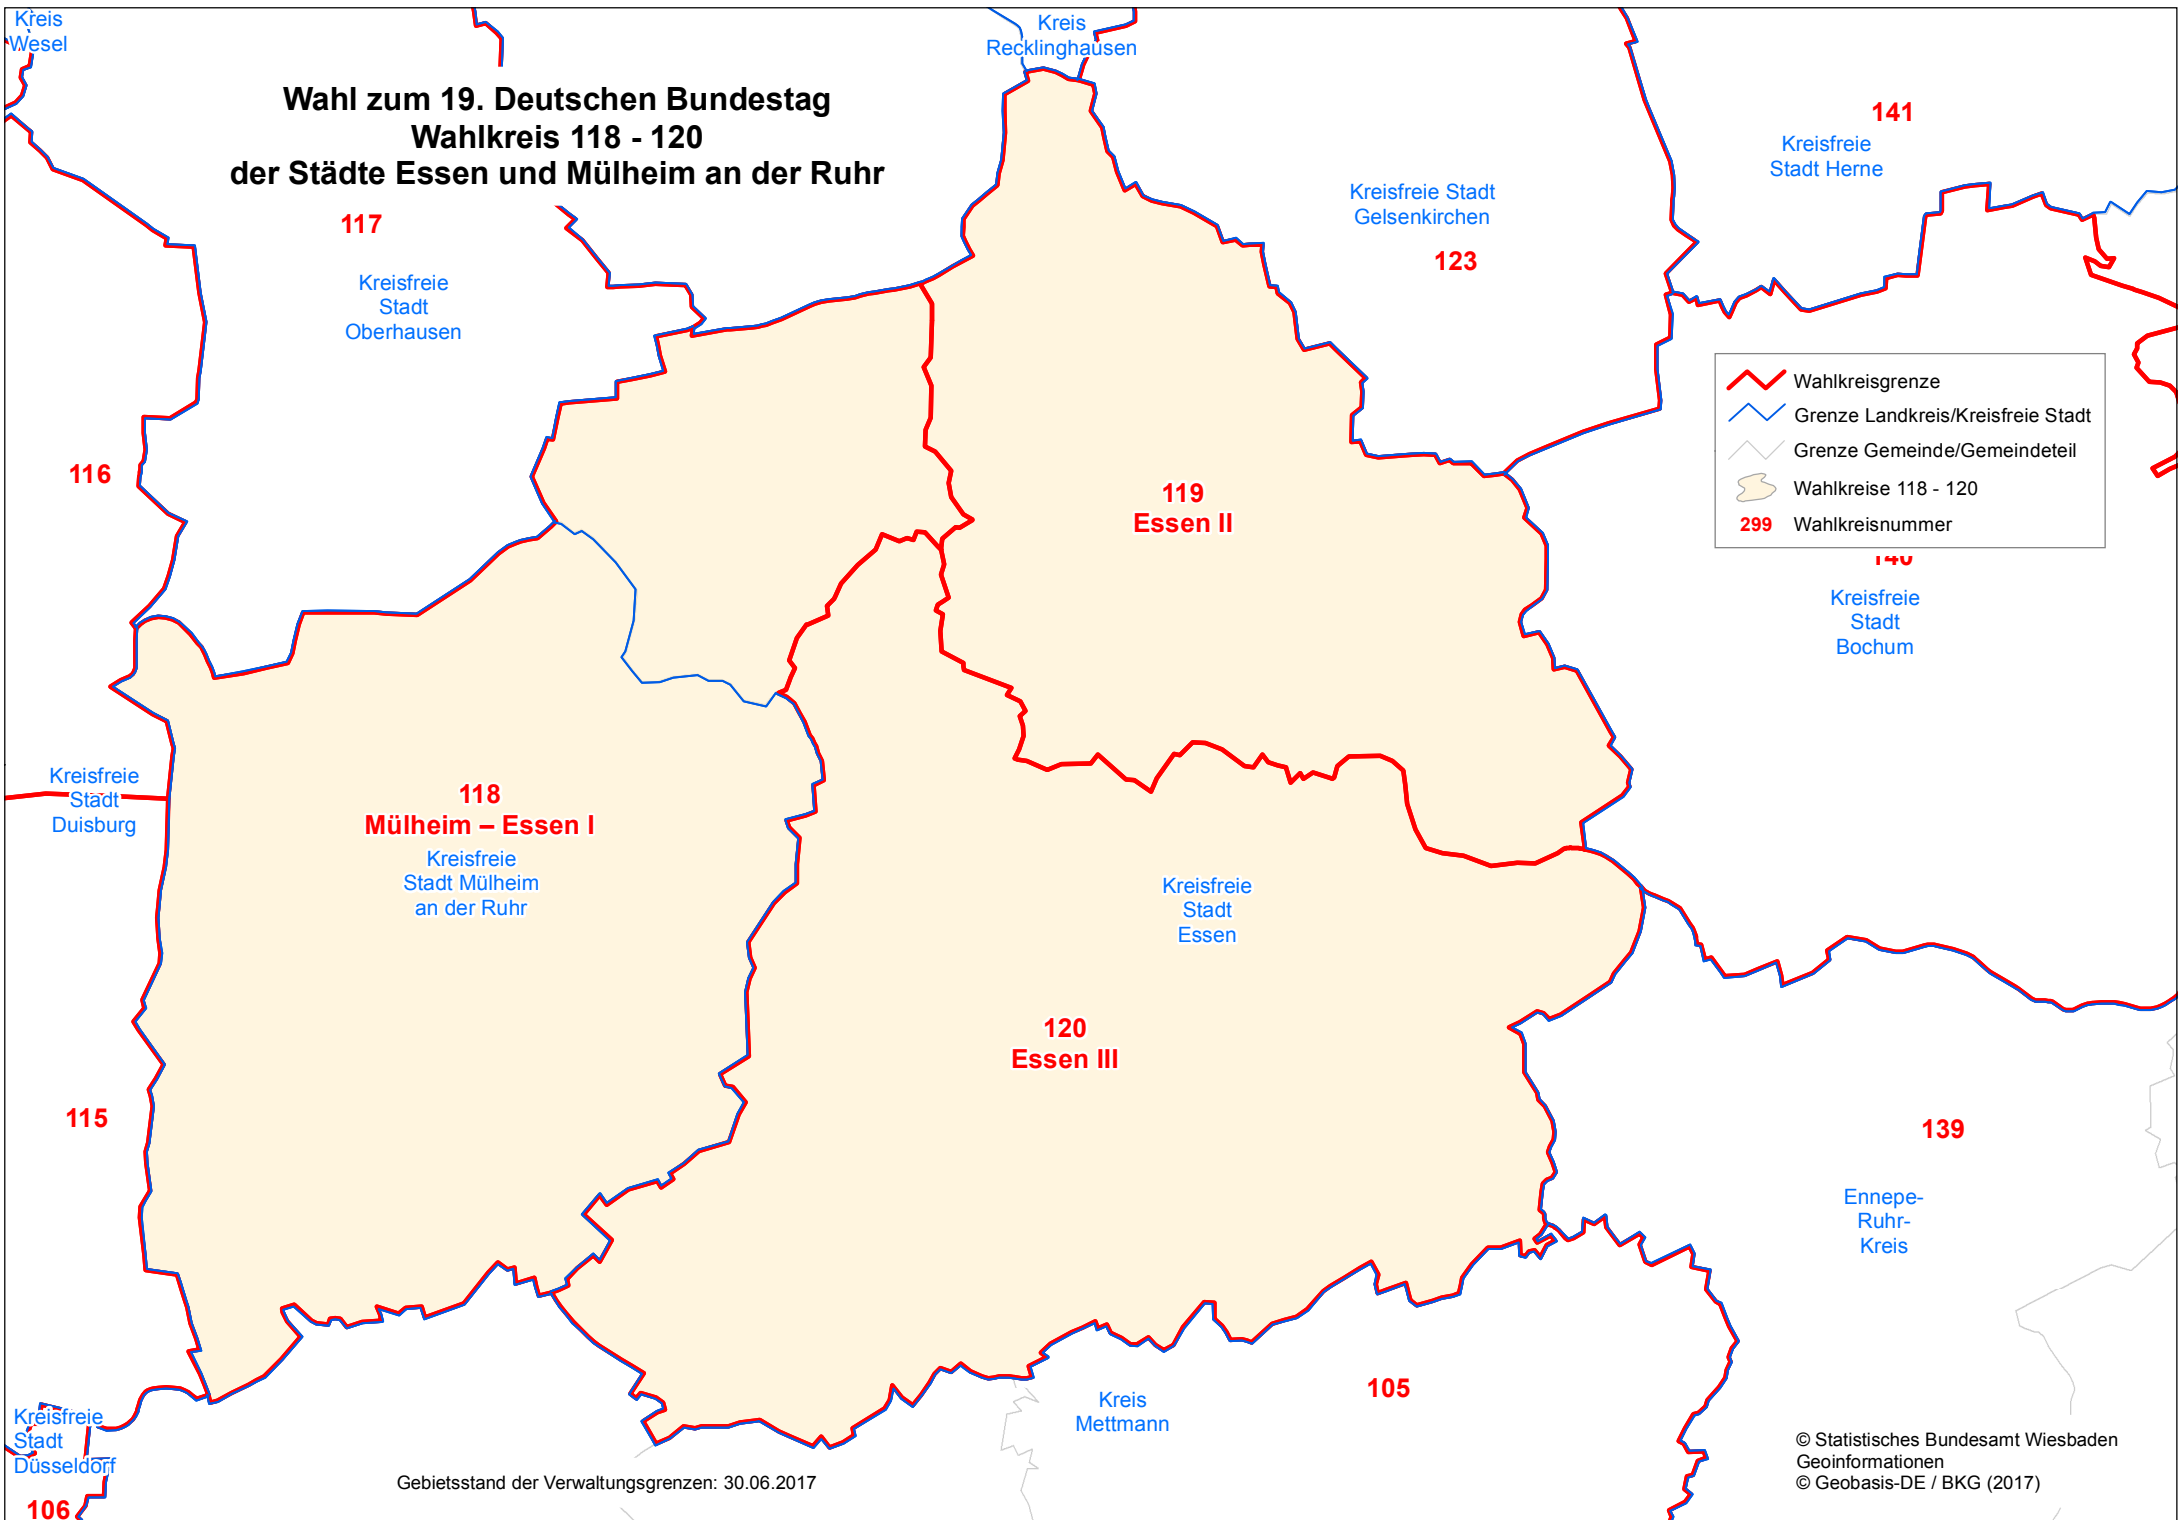 Kreis
Wesel
Kreis
Recklinghausen
Wahl zum 19. Deutschen Bundestag
Wahlkreis 118 - 120
der Städte Essen und Mülheim an der Ruhr
117
Kreisfreie
Stadt
Oberhausen
Kreisfreie Stadt
Gelsenkirchen
123
141
Kreisfreie
Stadt Herne
Wahlkreisgrenze
Grenze Landkreis/Kreisfreie Stadt
Grenze Gemeinde/Gemeindeteil
Wahlkreise 118 - 120
299 Wahlkreisnummer
116
119
Essen II
140
Kreisfreie
Stadt
Bochum
Kreisfreie
Stadt
Duisburg
118
Mülheim – Essen I
Kreisfreie
Stadt Mülheim
an der Ruhr
Kreisfreie
Stadt
Essen
120
Essen III
115
139
Ennepe-
Ruhr-
Kreis
105
Kreis
Mettmann
Kreisfreie
Stadt
Düsseldorf
106
Gebietsstand der Verwaltungsgrenzen: 30.06.2017
© Statistisches Bundesamt Wiesbaden
Geoinformationen
© Geobasis-DE / BKG (2017)